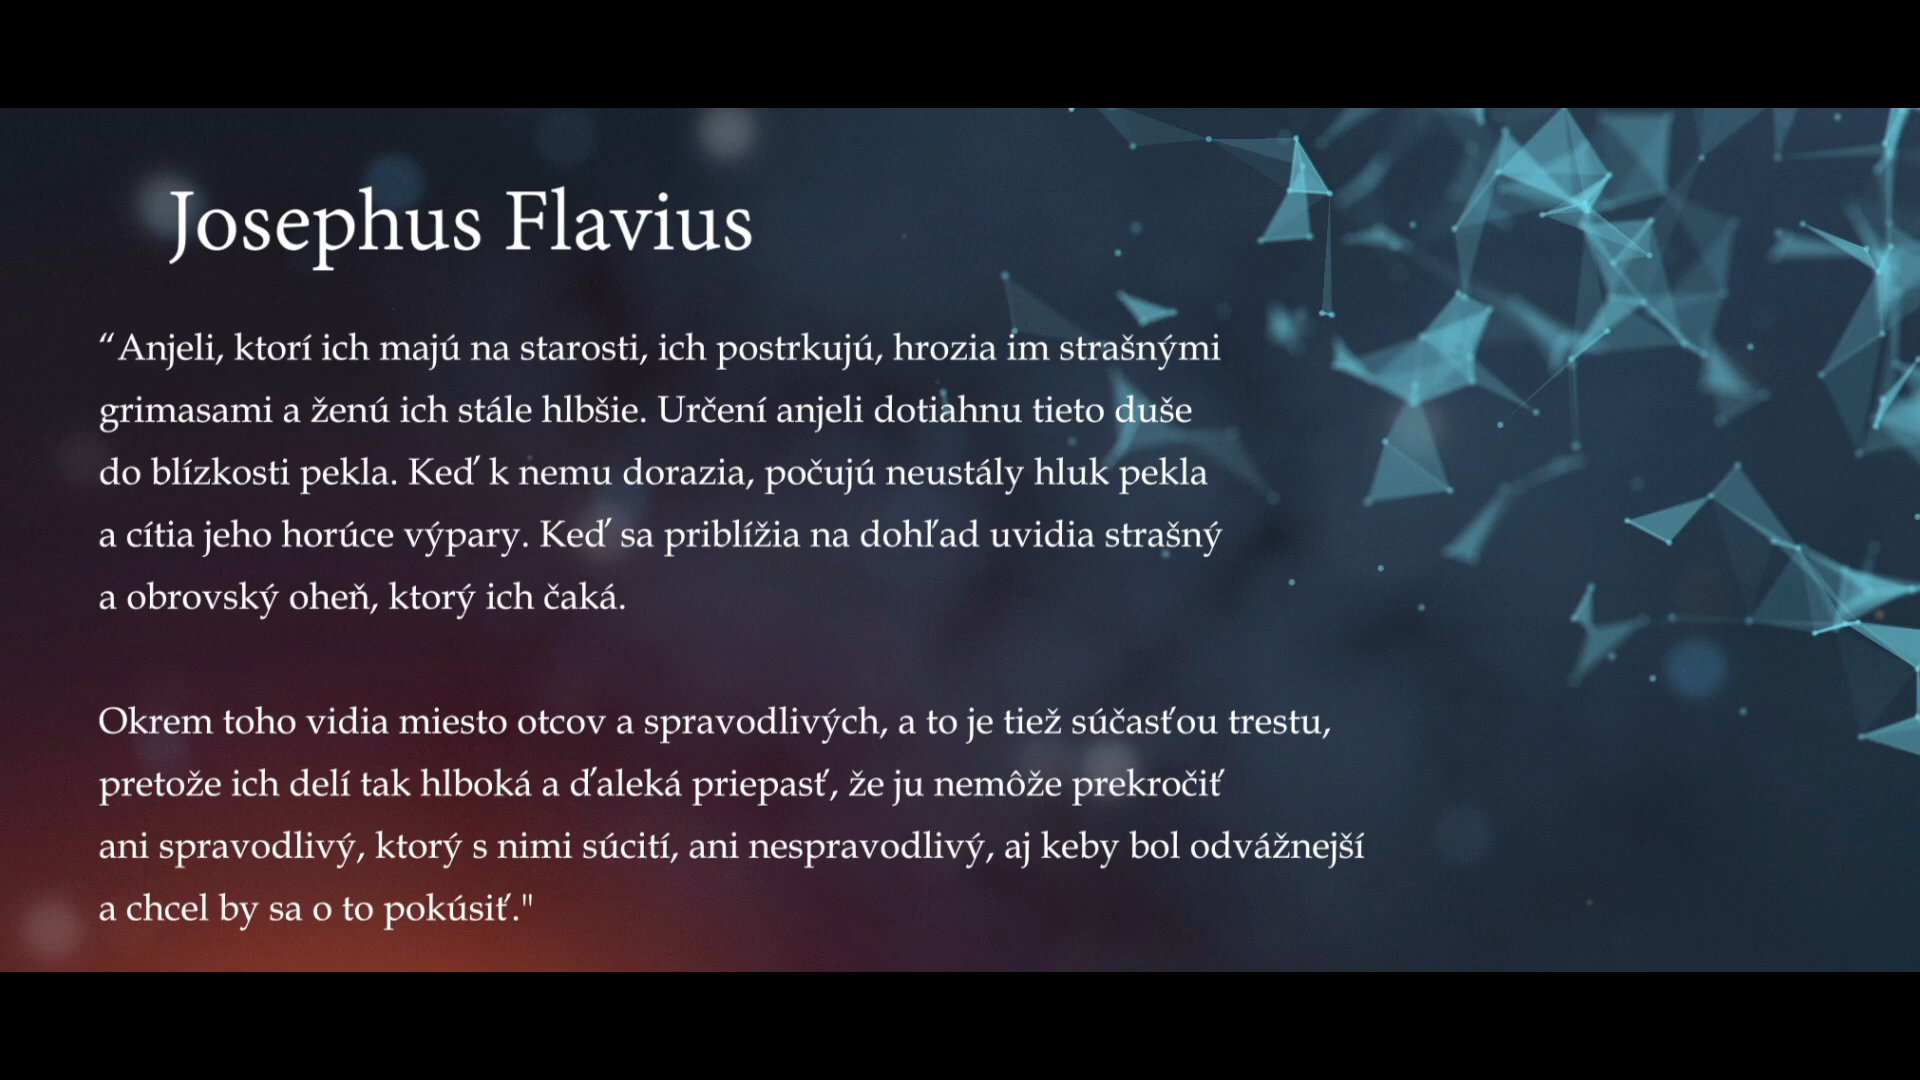 Josephus Flavius
“Anjeli, ktorí ich majú na starosti, ich postrkujú, hrozia im strašnými
grimasami a ženú ich stále hlbšie. Určení anjeli dotiahnu tieto duše
do blízkosti pekla. Keď k nemu dorazia, počujú neustály hluk pekla
a cítia jeho horúce výpary. Keď sa priblížia na dohľad uvidia strašný
a obrovský oheň, ktorý ich čaká.
Okrem toho vidia miesto otcov a spravodlivých, a to je tiež súčasťou trestu,
pretože ich delí tak hlboká a ďaleká priepasť, že ju nemôže prekročiť
ani spravodlivý, ktorý s nimi súcití, ani nespravodlivý, aj keby bol odvážnejší
a chcel by sa o to pokúsiť."